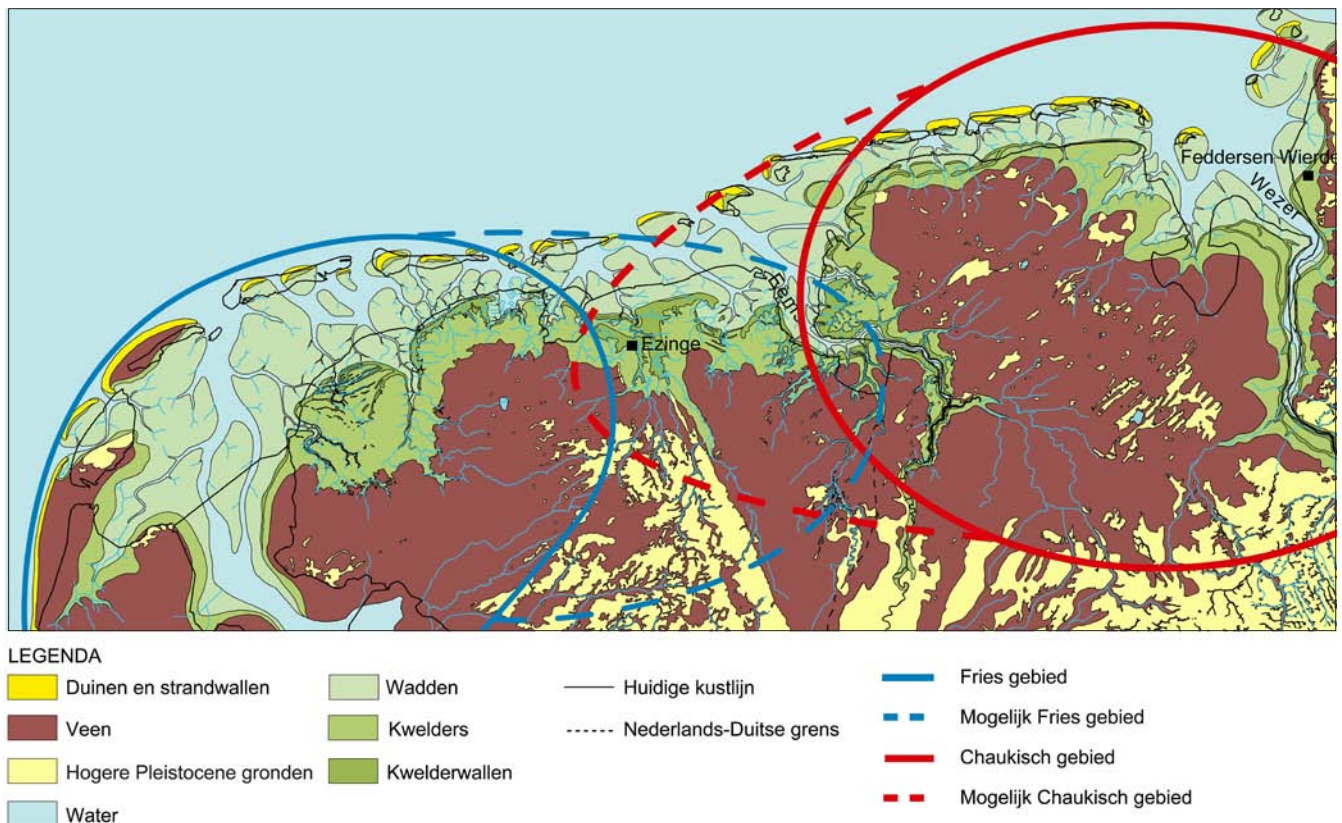 Feddersen Wierde
Wezer
Eems
Ezinge
LEGENDA
Duinen en strandwallen
Veen
Hogere Pleistocene gronden
Water
Wadden
Kwelders
Kwelderwallen
Huidige kustlijn
Nederlands-Duitse grens
Fries gebied
Mogelijk Fries gebied
Chaukisch gebied
Mogelijk Chaukisch gebied